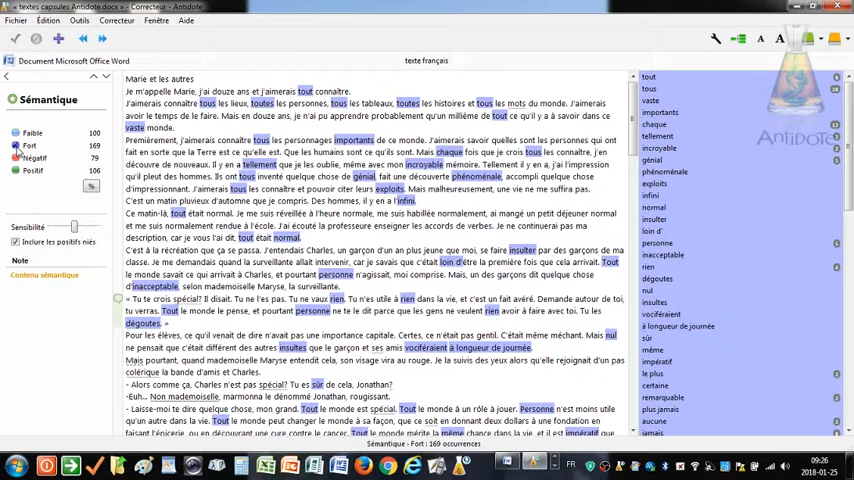 « textes capsules Antidote.docx » - Correcteur - Antidote
Fichier Édition Outils Correcteur Fenêtre Aide
Document Microsoft Office Word
texte français
Sémantique
Faible 100
Fort 169
Négatif 79
Positif 106
%
Sensibilité
Inclure les positifs niés
Note
Contenu sémantique
Marie et les autres
Je m'appelle Marie, j'ai douze ans et j'aimerais tout connaître.
J'aimerais connaître tous les lieux, toutes les personnes, tous les tableaux, toutes les histoires et tous les mots du monde. J'aimerais
avoir le temps de le faire. Mais en douze ans, je n'ai pu apprendre probablement qu'un millième de tout ce qu'il y a à savoir dans ce
vaste monde.
Premièrement, j'aimerais connaître tous les personnages importants de ce monde. J'aimerais savoir quelles sont les personnes qui ont
fait en sorte que la Terre est ce qu'elle est. Que les humains sont ce qu'ils sont. Mais chaque fois que je crois tous les connaître, j'en
découvre de nouveaux. Il y en a tellement que je les oublie, même avec mon incroyable mémoire. Tellement il y en a, j'ai l'impression
qu'il pleut des hommes. Ils ont tous inventé quelque chose de génial, fait une découverte phénoménale, accompli quelque chose
d'impressionnant. J'aimerais tous les connaître et pouvoir citer leurs exploits. Mais malheureusement, une vie ne me suffira pas.
C'est un matin pluvieux d'automne que je compris. Des hommes, il y en a l'infini.
Ce matin-là, tout était normal. Je me suis réveillée à l'heure normale, me suis habillée normalement, ai mangé un petit déjeuner normal
et me suis normalement rendue à l'école. J'ai écouté la professeure enseigner les accords de verbes. Je ne continuerai pas ma
description, car je vous l'ai dit, tout était normal.
C'est à la récréation que ça se passa. J'entendais Charles, un garçon d'un an plus jeune que moi, se faire insulter par des garçons de ma
classe. Je me demandais quand la surveillante allait intervenir, car je savais que c'était loin d'être la première fois que cela arrivait. Tout
le monde savait ce qui arrivait à Charles, et pourtant personne n'agissait, moi comprise. Mais, un des garçons dit quelque chose
d'inacceptable, selon mademoiselle Maryse, la surveillante.
« Tu te crois spécial? Il disait. Tu ne l'es pas. Tu ne vaux rien. Tu n'es utile à rien dans la vie, et c'est un fait avéré. Demande autour de toi,
tu verras. Tout le monde le pense, et pourtant personne ne te le dit parce que les gens ne veulent rien avoir à faire avec toi. Tu les
dégoutes. »
Pour les élèves, ce qu'il venait de dire n'avait pas une importance capitale. Certes, ce n'était pas gentil. C'était même méchant. Mais nul
ne pensait que c'était différent des autres insultes que le garçon et ses amis vociféraient à longueur de journée.
Mais pourtant, quand mademoiselle Maryse entendit cela, son visage vira au rouge. Je la suivis des yeux alors qu'elle rejoignait d'un pas
colérique la bande d'amis et Charles.
- Alors comme ça, Charles n'est pas spécial? Tu es sûr de cela, Jonathan?
-Euh... Non mademoiselle, marmonna le dénommé Jonathan, rougissant.
- Laisse-moi te dire quelque chose, mon grand. Tout le monde est spécial. Tout le monde a un rôle à jouer. Personne n'est moins utile
qu'un autre dans la vie. Tout le monde peut changer le monde à sa façon, que ce soit en donnant deux dollars à une fondation en
faisant l'épicerie, ou en découvrant une cure contre le cancer. Tout le monde mérite la même chance dans la vie, et il est impératif que
tout
tous
vaste
importants
chaque
tellement
incroyable
génial
phénoménale
exploits
infini
normal
insulter
loin d'
personne
inacceptable
rien
dégoutes
nul
insultes
vociféraient
à longueur de journée
sûr
même
impératif
le plus
certaine
remarquable
plus jamais
aucune
jamais
Antidote
Sémantique - Fort : 169 occurrences
FR
09:26
2018-01-25